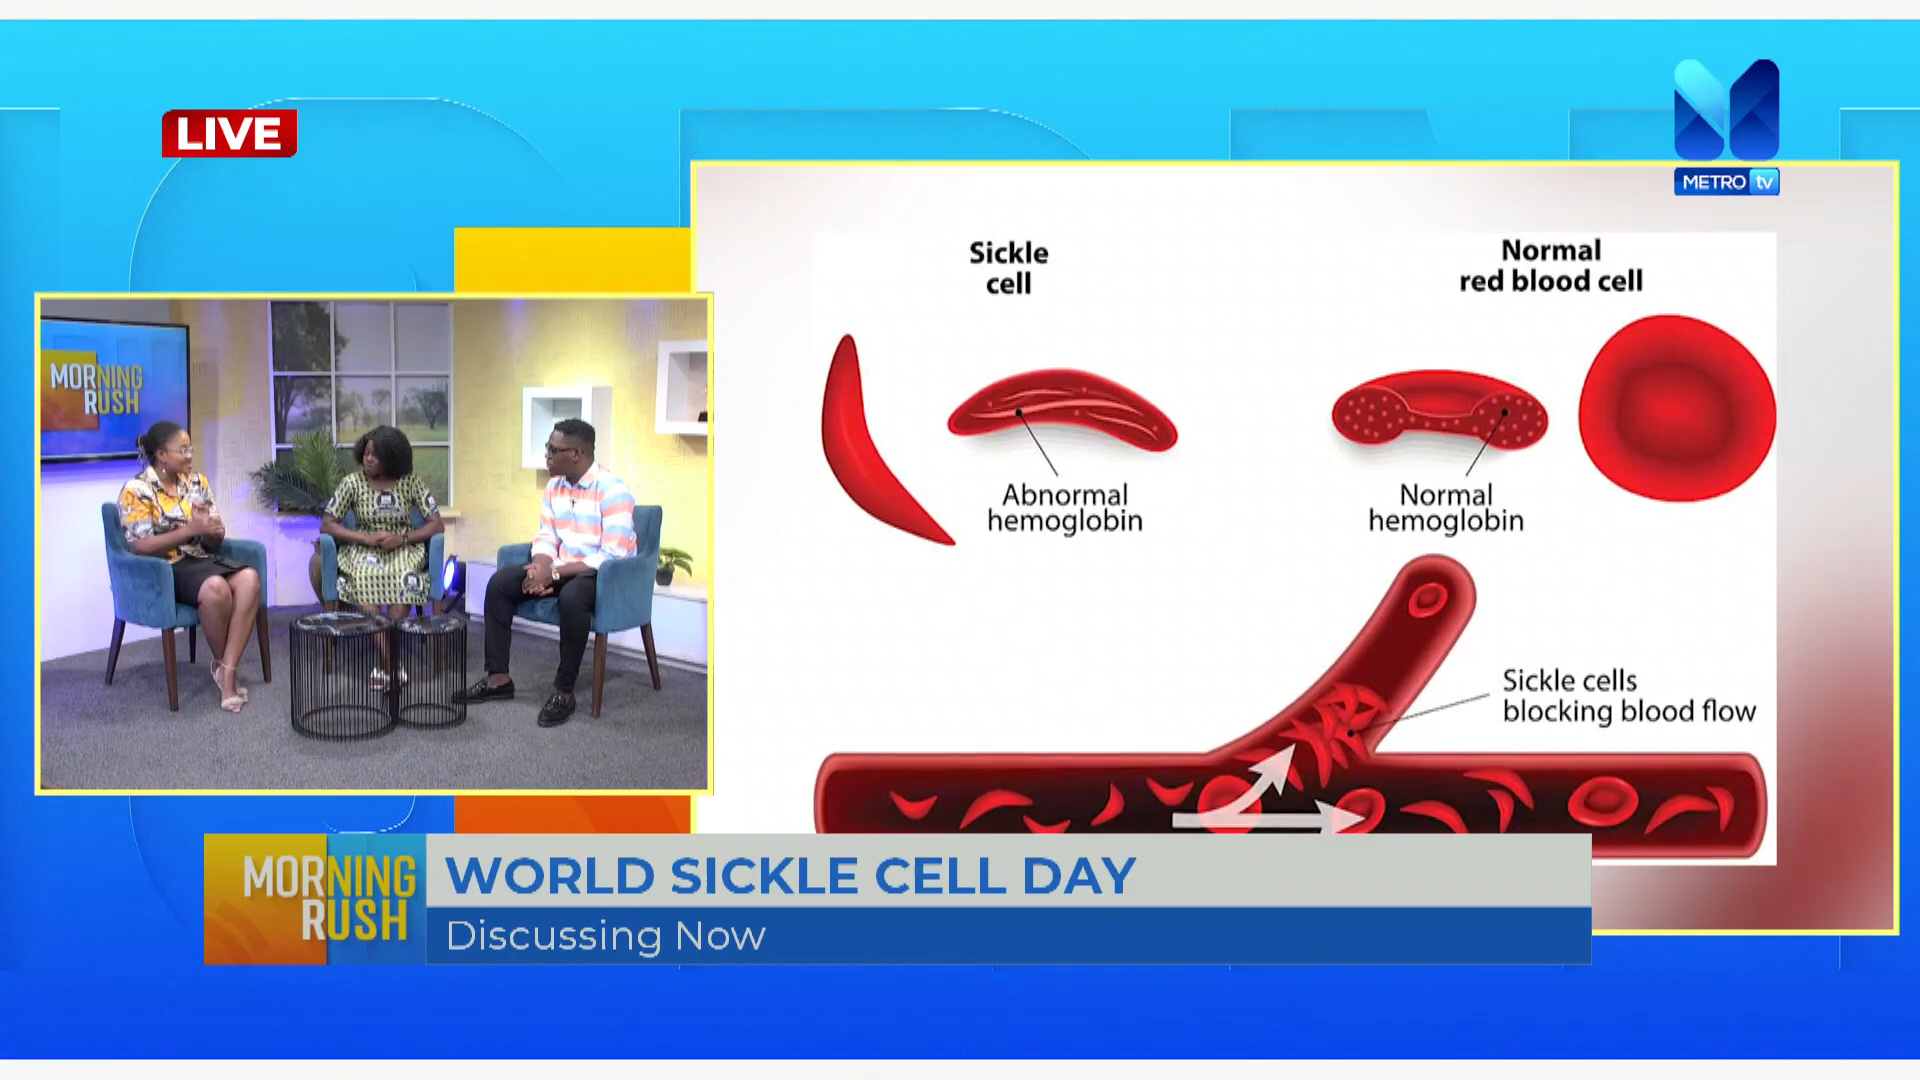 LIVE
METRO tv
Sickle
cell
Normal
red blood cell
Abnormal
hemoglobin
Normal
hemoglobin
Sickle cells
blocking blood flow
MORNING
RUSH
MORNING
RUSH
WORLD SICKLE CELL DAY
Discussing Now